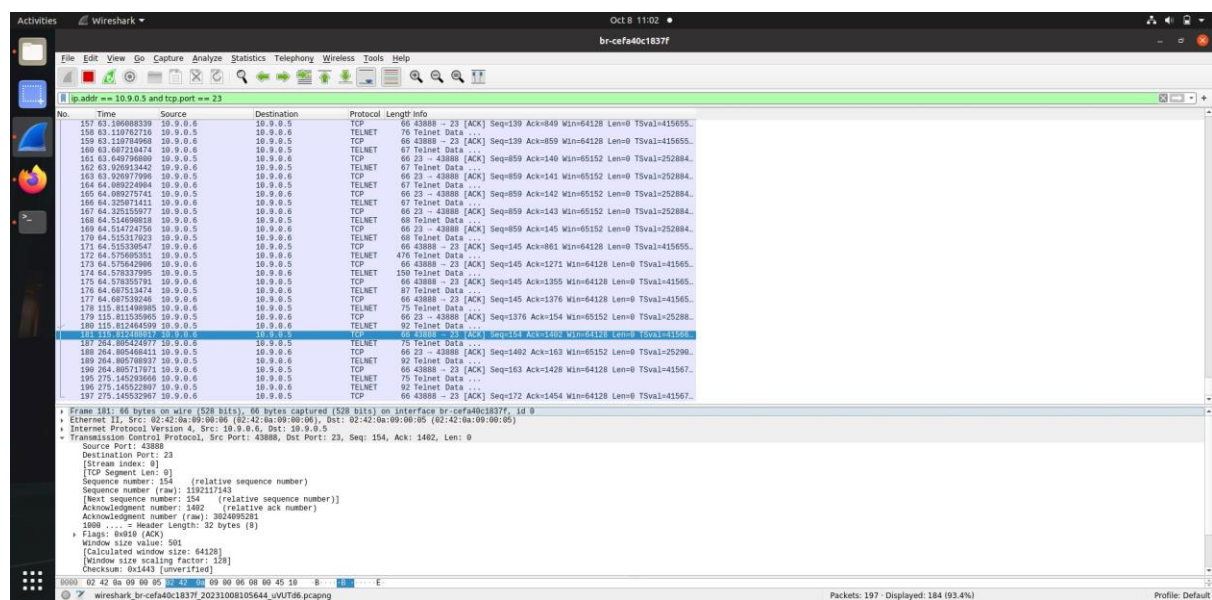 Activities Wireshark Oct 8 11:02
br-cefa40c1837f
File Edit View Go Capture Analyze Statistics Telephony Wireless Tools Help
ip.addr == 10.9.0.5 and tcp.port == 23
No. Time Source Destination Protocol Length Info
157 63.106088339 10.9.0.6 10.9.0.5 TCP 66 43888 → 23 [ACK] Seq=139 Ack=849 Win=64128 Len=0 TSval=415655…
158 63.110762716 10.9.0.5 10.9.0.6 TELNET 76 Telnet Data ...
159 63.110784968 10.9.0.6 10.9.0.5 TCP 66 43888 → 23 [ACK] Seq=139 Ack=859 Win=64128 Len=0 TSval=415655…
160 63.607210474 10.9.0.6 10.9.0.5 TELNET 67 Telnet Data ...
161 63.649796800 10.9.0.5 10.9.0.6 TCP 66 23 → 43888 [ACK] Seq=859 Ack=140 Win=65152 Len=0 TSval=252884…
162 63.926913442 10.9.0.6 10.9.0.5 TELNET 67 Telnet Data ...
163 63.926977996 10.9.0.5 10.9.0.6 TCP 66 23 → 43888 [ACK] Seq=859 Ack=141 Win=65152 Len=0 TSval=252884…
164 64.089224904 10.9.0.6 10.9.0.5 TELNET 67 Telnet Data ...
165 64.089275741 10.9.0.5 10.9.0.6 TCP 66 23 → 43888 [ACK] Seq=859 Ack=142 Win=65152 Len=0 TSval=252884…
166 64.325071411 10.9.0.6 10.9.0.5 TELNET 67 Telnet Data ...
167 64.325155977 10.9.0.5 10.9.0.6 TCP 66 23 → 43888 [ACK] Seq=859 Ack=143 Win=65152 Len=0 TSval=252884…
168 64.514690818 10.9.0.6 10.9.0.5 TELNET 68 Telnet Data ...
169 64.514724756 10.9.0.5 10.9.0.6 TCP 66 23 → 43888 [ACK] Seq=859 Ack=145 Win=65152 Len=0 TSval=252884…
170 64.515317023 10.9.0.5 10.9.0.6 TELNET 68 Telnet Data ...
171 64.515330547 10.9.0.6 10.9.0.5 TCP 66 43888 → 23 [ACK] Seq=145 Ack=861 Win=64128 Len=0 TSval=415655…
172 64.575605351 10.9.0.5 10.9.0.6 TELNET 476 Telnet Data ...
173 64.575642906 10.9.0.6 10.9.0.5 TCP 66 43888 → 23 [ACK] Seq=145 Ack=1271 Win=64128 Len=0 TSval=41565…
174 64.578337995 10.9.0.5 10.9.0.6 TELNET 150 Telnet Data ...
175 64.578355791 10.9.0.6 10.9.0.5 TCP 66 43888 → 23 [ACK] Seq=145 Ack=1355 Win=64128 Len=0 TSval=41565…
176 64.607513474 10.9.0.5 10.9.0.6 TELNET 87 Telnet Data ...
177 64.607539246 10.9.0.6 10.9.0.5 TCP 66 43888 → 23 [ACK] Seq=145 Ack=1376 Win=64128 Len=0 TSval=41565…
178 115.811498985 10.9.0.6 10.9.0.5 TELNET 75 Telnet Data ...
179 115.811535965 10.9.0.5 10.9.0.6 TCP 66 23 → 43888 [ACK] Seq=1376 Ack=154 Win=65152 Len=0 TSval=25288…
180 115.812464599 10.9.0.5 10.9.0.6 TELNET 92 Telnet Data ...
181 115.812488017 10.9.0.6 10.9.0.5 TCP 66 43888 → 23 [ACK] Seq=154 Ack=1402 Win=64128 Len=0 TSval=41566…
187 264.805424977 10.9.0.6 10.9.0.5 TELNET 75 Telnet Data ...
188 264.805468411 10.9.0.5 10.9.0.6 TCP 66 23 → 43888 [ACK] Seq=1402 Ack=163 Win=65152 Len=0 TSval=25290…
189 264.805708937 10.9.0.5 10.9.0.6 TELNET 92 Telnet Data ...
190 264.805717071 10.9.0.6 10.9.0.5 TCP 66 43888 → 23 [ACK] Seq=163 Ack=1428 Win=64128 Len=0 TSval=41567…
195 275.145293666 10.9.0.6 10.9.0.5 TELNET 75 Telnet Data ...
196 275.145522807 10.9.0.5 10.9.0.6 TELNET 92 Telnet Data ...
197 275.145532967 10.9.0.6 10.9.0.5 TCP 66 43888 → 23 [ACK] Seq=172 Ack=1454 Win=64128 Len=0 TSval=41567…
Frame 181: 66 bytes on wire (528 bits), 66 bytes captured (528 bits) on interface br-cefa40c1837f, id 0
Ethernet II, Src: 02:42:0a:09:00:06 (02:42:0a:09:00:06), Dst: 02:42:0a:09:00:05 (02:42:0a:09:00:05)
Internet Protocol Version 4, Src: 10.9.0.6, Dst: 10.9.0.5
Transmission Control Protocol, Src Port: 43888, Dst Port: 23, Seq: 154, Ack: 1402, Len: 0
Source Port: 43888
Destination Port: 23
[Stream index: 0]
[TCP Segment Len: 0]
Sequence number: 154 (relative sequence number)
Sequence number (raw): 1192117143
[Next sequence number: 154 (relative sequence number)]
Acknowledgment number: 1402 (relative ack number)
Acknowledgment number (raw): 3024095281
1000 .... = Header Length: 32 bytes (8)
Flags: 0x010 (ACK)
Window size value: 501
[Calculated window size: 64128]
[Window size scaling factor: 128]
Checksum: 0x1443 [unverified]
0000 02 42 0a 09 00 05 02 42 0a 09 00 06 08 00 45 10 ·B·····B ······E·
wireshark_br-cefa40c1837f_20231008105644_uVUTd6.pcapng Packets: 197 · Displayed: 184 (93.4%) Profile: Default